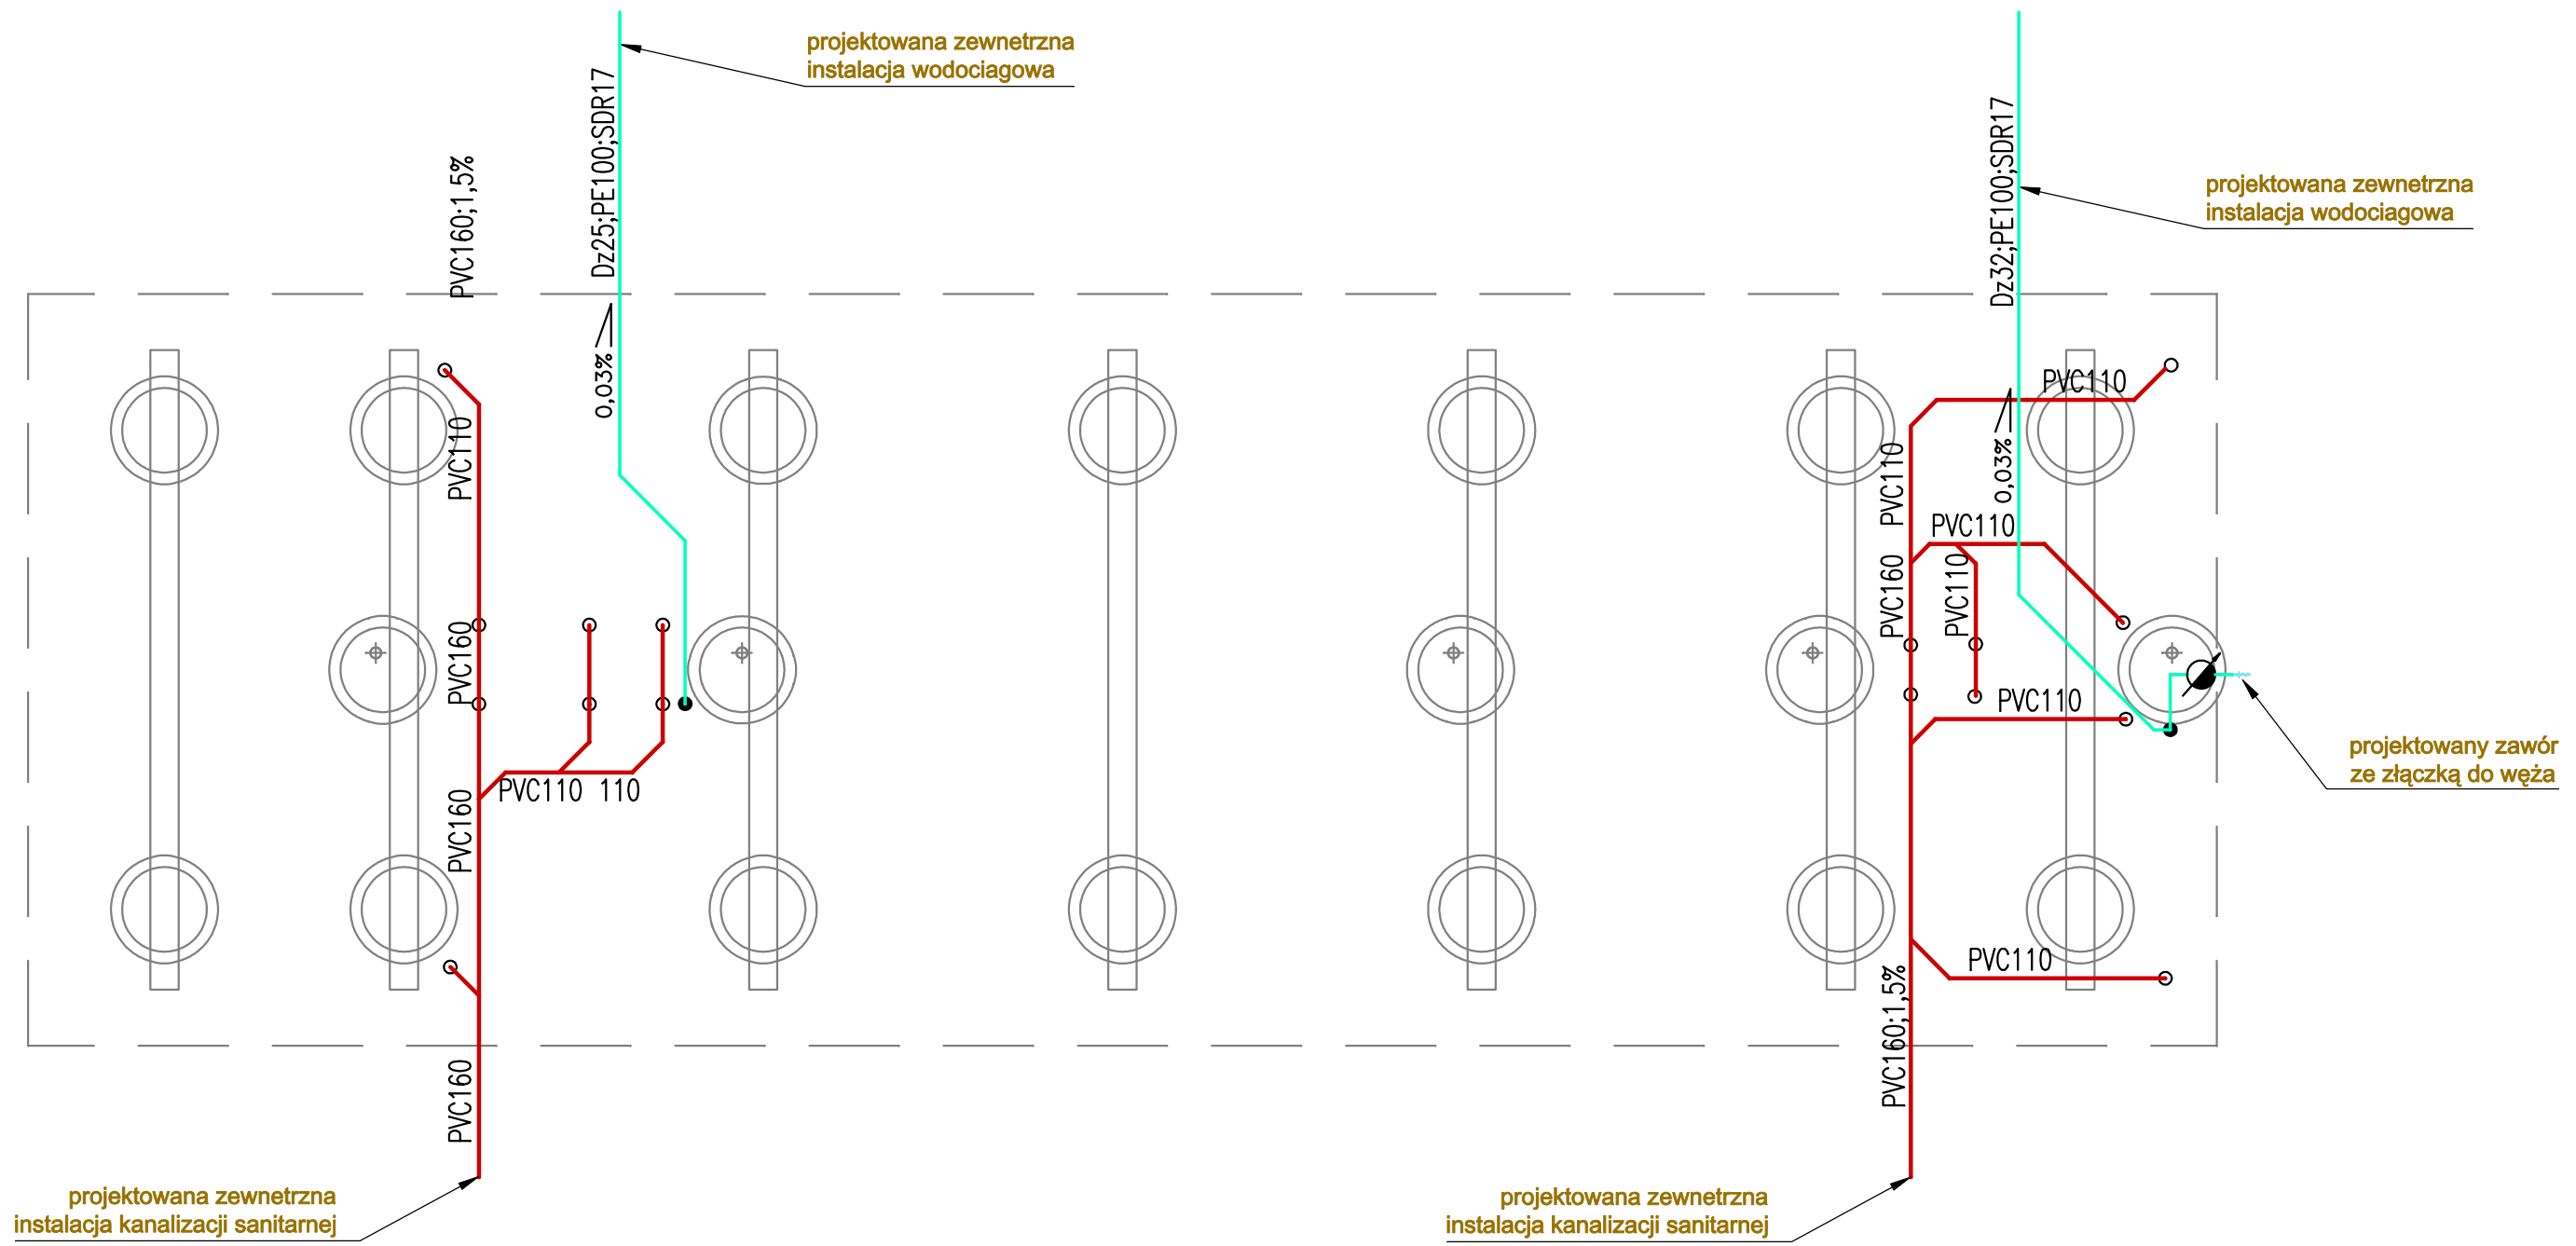 projektowana zewnetrzna
instalacja wodociagowa
Dz25;PE100;SDR17
PVC160;1,5%
Dz32;PE100;SDR17
projektowana zewnetrzna
instalacja wodociagowa
0,03%
PVC110
PVC110
0,03%
PVC110
PVC110
PVC160
PVC110
PVC160
PVC110
PVC110 110
PVC160
projektowany zawór
ze złączką do węża
PVC110
PVC160;1,5%
PVC160
projektowana zewnetrzna
instalacja kanalizacji sanitarnej
projektowana zewnetrzna
instalacja kanalizacji sanitarnej